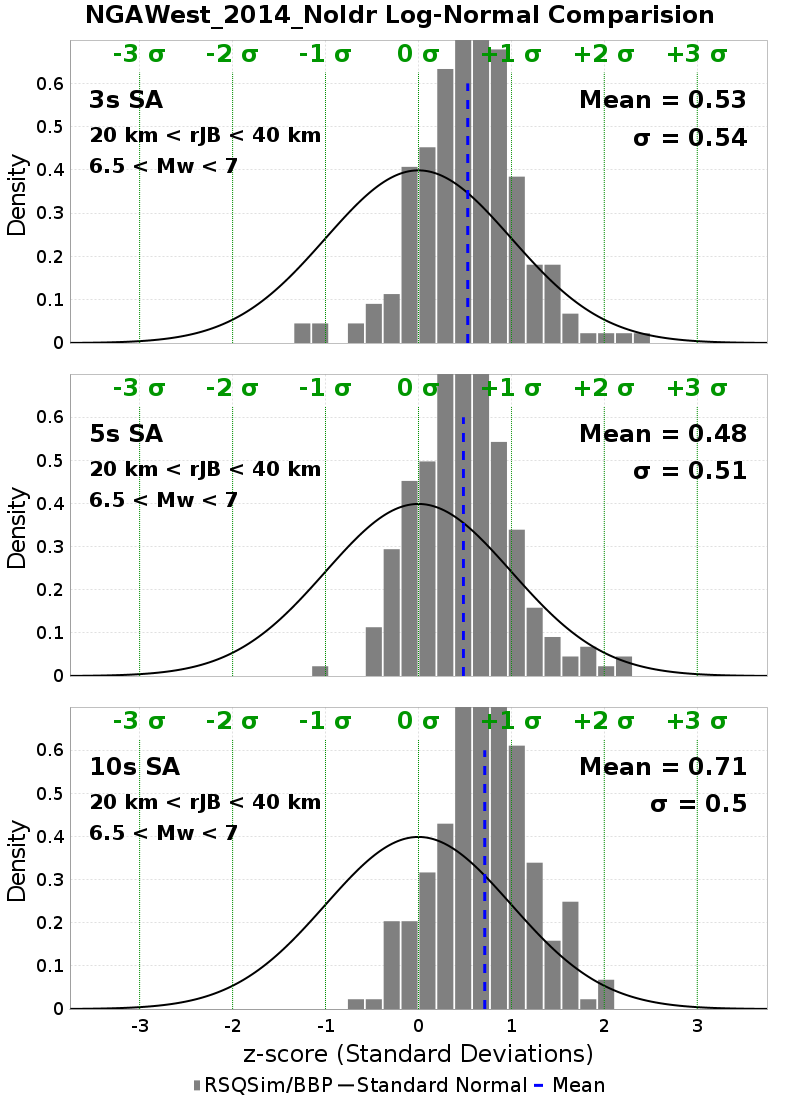 NGAWest_2014_NoIdr Log-Normal Comparision
-3 σ -2 σ -1 σ 0 σ +1 σ +2 σ +3 σ
0.6
3s SA Mean = 0.53
0.5
20 km < rJB < 40 km σ = 0.54
0.4
6.5 < Mw < 7
0.3
0.2
0.1
0
Density
-3 σ -2 σ -1 σ 0 σ +1 σ +2 σ +3 σ
0.6
5s SA Mean = 0.48
0.5
20 km < rJB < 40 km σ = 0.51
0.4
6.5 < Mw < 7
0.3
0.2
0.1
0
Density
-3 σ -2 σ -1 σ 0 σ +1 σ +2 σ +3 σ
0.6
10s SA Mean = 0.71
0.5
20 km < rJB < 40 km σ = 0.5
0.4
6.5 < Mw < 7
0.3
0.2
0.1
0
Density
-3 -2 -1 0 1 2 3
z-score (Standard Deviations)
RSQSim/BBP Standard Normal Mean